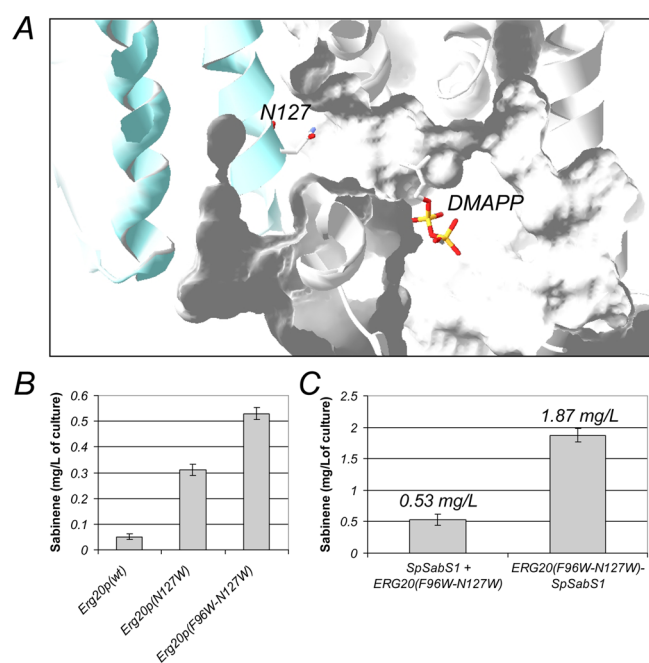 A
N127
DMAPP
B
Sabinene (mg/L of culture)
0.6
0.5
0.4
0.3
0.2
0.1
0
Erg20p(wt)
Erg20p(N127W)
Erg20p(F96W-N127W)
C
Sabinene (mg/Lof culture)
2.5
2
1.5
1
0.5
0
0.53 mg/L
1.87 mg/L
SpSabS1 +
ERG20(F96W-N127W)
ERG20(F96W-N127W)-
SpSabS1